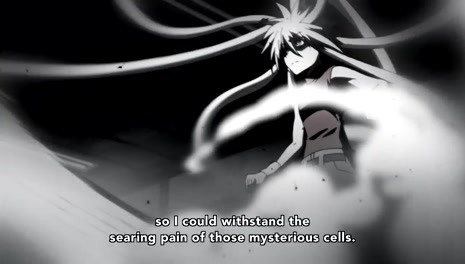 so I could withstand the
searing pain of those mysterious cells.